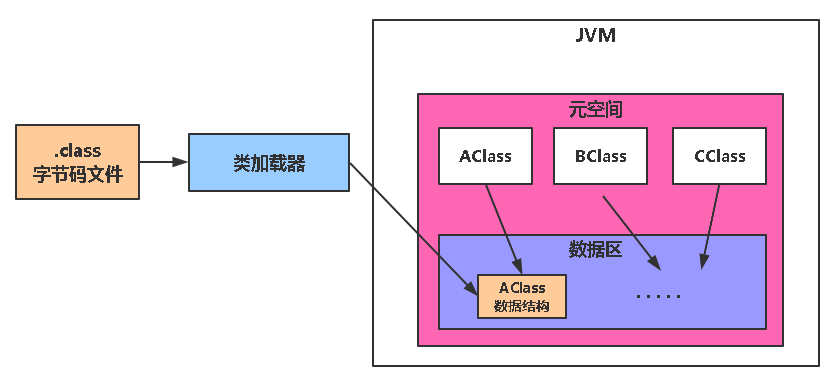 JVM
元空间
.class
字节码文件
类加载器
AClass
BClass
CClass
数据区
AClass
数据结构
.....